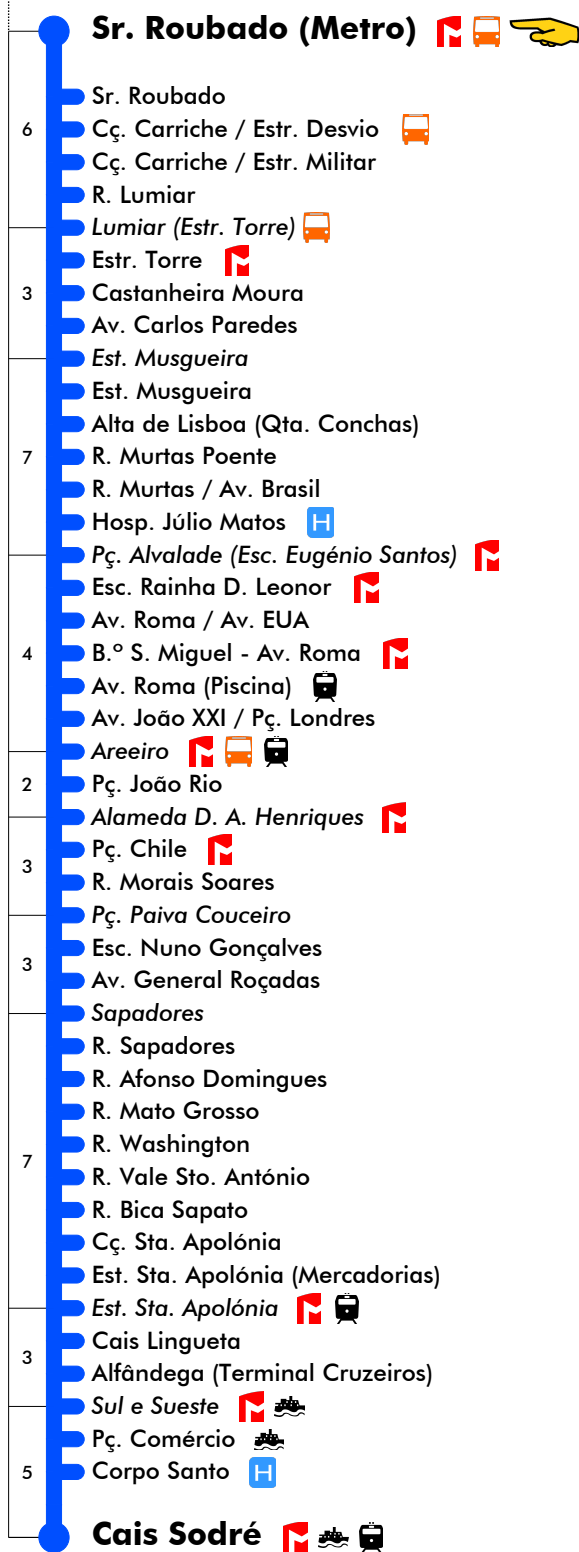 Sr. Roubado (Metro)
Sr. Roubado
6 Cç. Carriche / Estr. Desvio
Cç. Carriche / Estr. Militar
R. Lumiar
Lumiar (Estr. Torre)
Estr. Torre
3 Castanheira Moura
Av. Carlos Paredes
Est. Musgueira
Est. Musgueira
Alta de Lisboa (Qta. Conchas)
7 R. Murtas Poente
R. Murtas / Av. Brasil
Hosp. Júlio Matos H
Pç. Alvalade (Esc. Eugénio Santos)
Esc. Rainha D. Leonor
Av. Roma / Av. EUA
4 B.º S. Miguel - Av. Roma
Av. Roma (Piscina)
Av. João XXI / Pç. Londres
Areeiro
2 Pç. João Rio
Alameda D. A. Henriques
Pç. Chile
3
R. Morais Soares
Pç. Paiva Couceiro
Esc. Nuno Gonçalves
3
Av. General Roçadas
Sapadores
R. Sapadores
R. Afonso Domingues
R. Mato Grosso
R. Washington
7
R. Vale Sto. António
R. Bica Sapato
Cç. Sta. Apolónia
Est. Sta. Apolónia (Mercadorias)
Est. Sta. Apolónia
Cais Lingueta
3
Alfândega (Terminal Cruzeiros)
Sul e Sueste
Pç. Comércio
5 Corpo Santo H
Cais Sodré